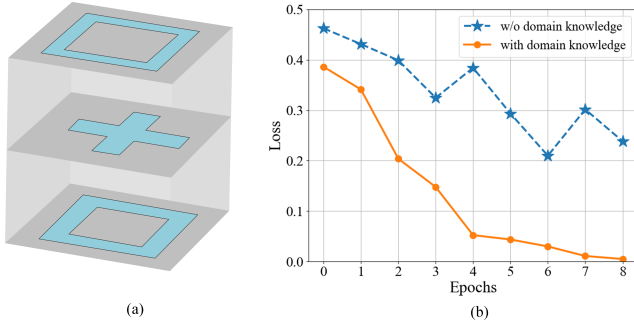 0.5
0.4
0.3
0.2
0.1
0.0
Loss
w/o domain knowledge
with domain knowledge
0 1 2 3 4 5 6 7 8
Epochs
(a)
(b)